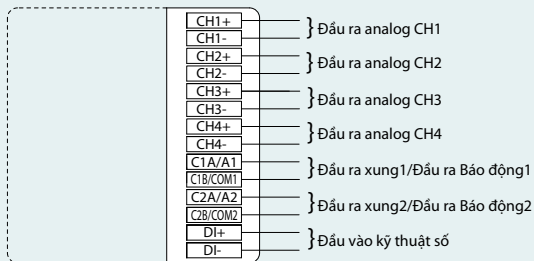 CH1+
CH1-
} Đầu ra analog CH1
CH2+
CH2-
} Đầu ra analog CH2
CH3+
CH3-
} Đầu ra analog CH3
CH4+
CH4-
} Đầu ra analog CH4
C1A/A1
C1B/COM1
} Đầu ra xung1/Đầu ra Báo động1
C2A/A2
C2B/COM2
} Đầu ra xung2/Đầu ra Báo động2
DI+
DI-
} Đầu vào kỹ thuật số